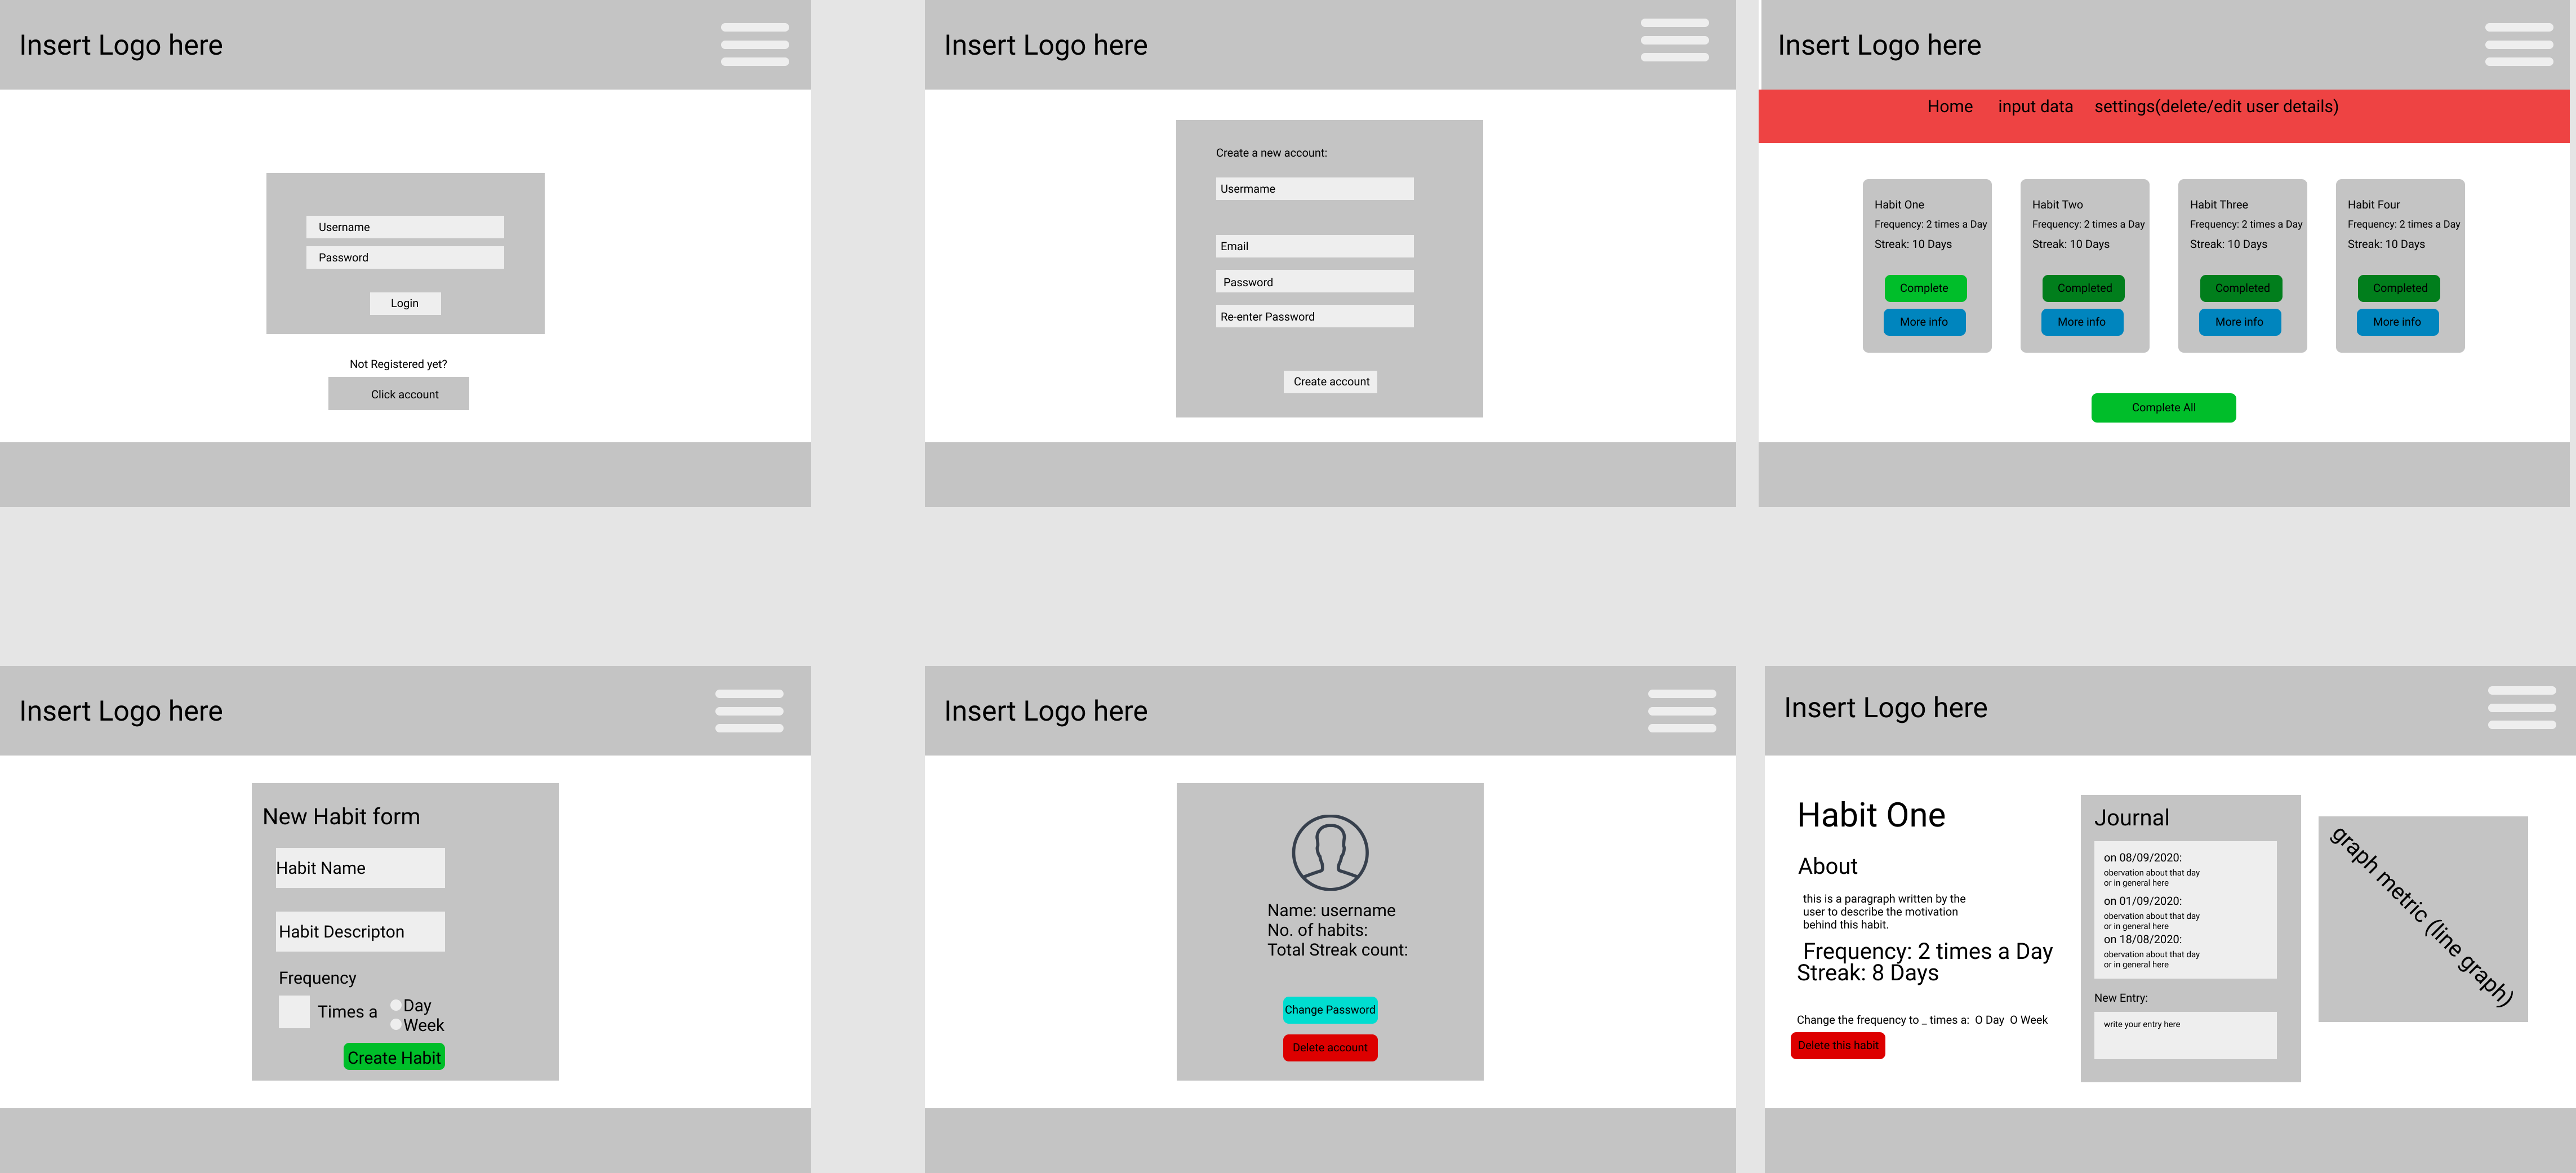 Insert Logo here
Username
Password
Login
Not Registered yet?
Click account
Insert Logo here
Create a new account:
Usermame
Email
Password
Re-enter Password
Create account
Insert Logo here
Home input data settings(delete/edit user details)
Habit One
Frequency: 2 times a Day
Streak: 10 Days
Complete
More info
Habit Two
Frequency: 2 times a Day
Streak: 10 Days
Completed
More info
Habit Three
Frequency: 2 times a Day
Streak: 10 Days
Completed
More info
Habit Four
Frequency: 2 times a Day
Streak: 10 Days
Completed
More info
Complete All
Insert Logo here
New Habit form
Habit Name
Habit Descripton
Frequency
Times a
Day
Week
Create Habit
Insert Logo here
Name: username
No. of habits:
Total Streak count:
Change Password
Delete account
Insert Logo here
Habit One
About
this is a paragraph written by the
user to describe the motivation
behind this habit.
Frequency: 2 times a Day
Streak: 8 Days
Change the frequency to _ times a: O Day O Week
Delete this habit
Journal
on 08/09/2020:
obervation about that day
or in general here
on 01/09/2020:
obervation about that day
or in general here
on 18/08/2020:
obervation about that day
or in general here
New Entry:
write your entry here
graph metric (line graph)